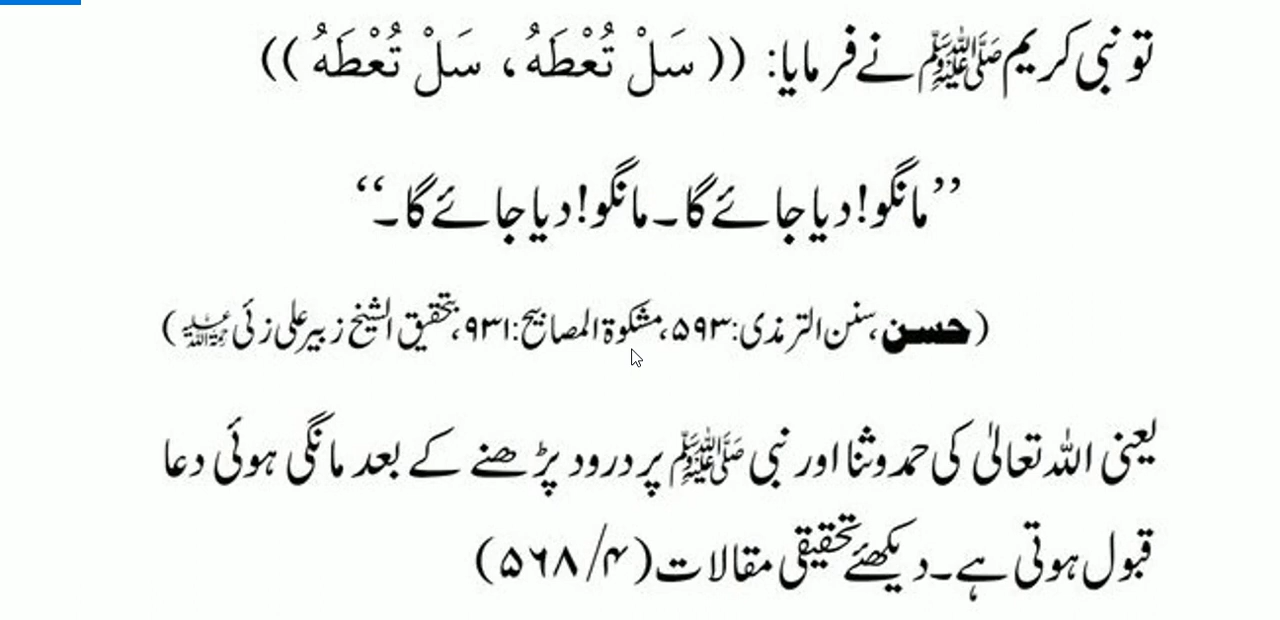 تو نبی کریم ﷺ نے فرمایا: ((سَلْ تُعْطَهُ، سَلْ تُعْطَهُ))
’’مانگو! دیا جائے گا۔ مانگو! دیا جائے گا۔‘‘
(حسن، سنن الترمذی: ۵۹۳، مشکوۃ المصابیح: ۹۳۱، بتحقیق الشیخ زبیر علی زئی رحمۃ اللہ علیہ)
یعنی اللہ تعالیٰ کی حمد وثنا اور نبی ﷺ پر درود پڑھنے کے بعد مانگی ہوئی دعا
قبول ہوتی ہے۔ دیکھئے تحقیقی مقالات (۵۶۸/۴)